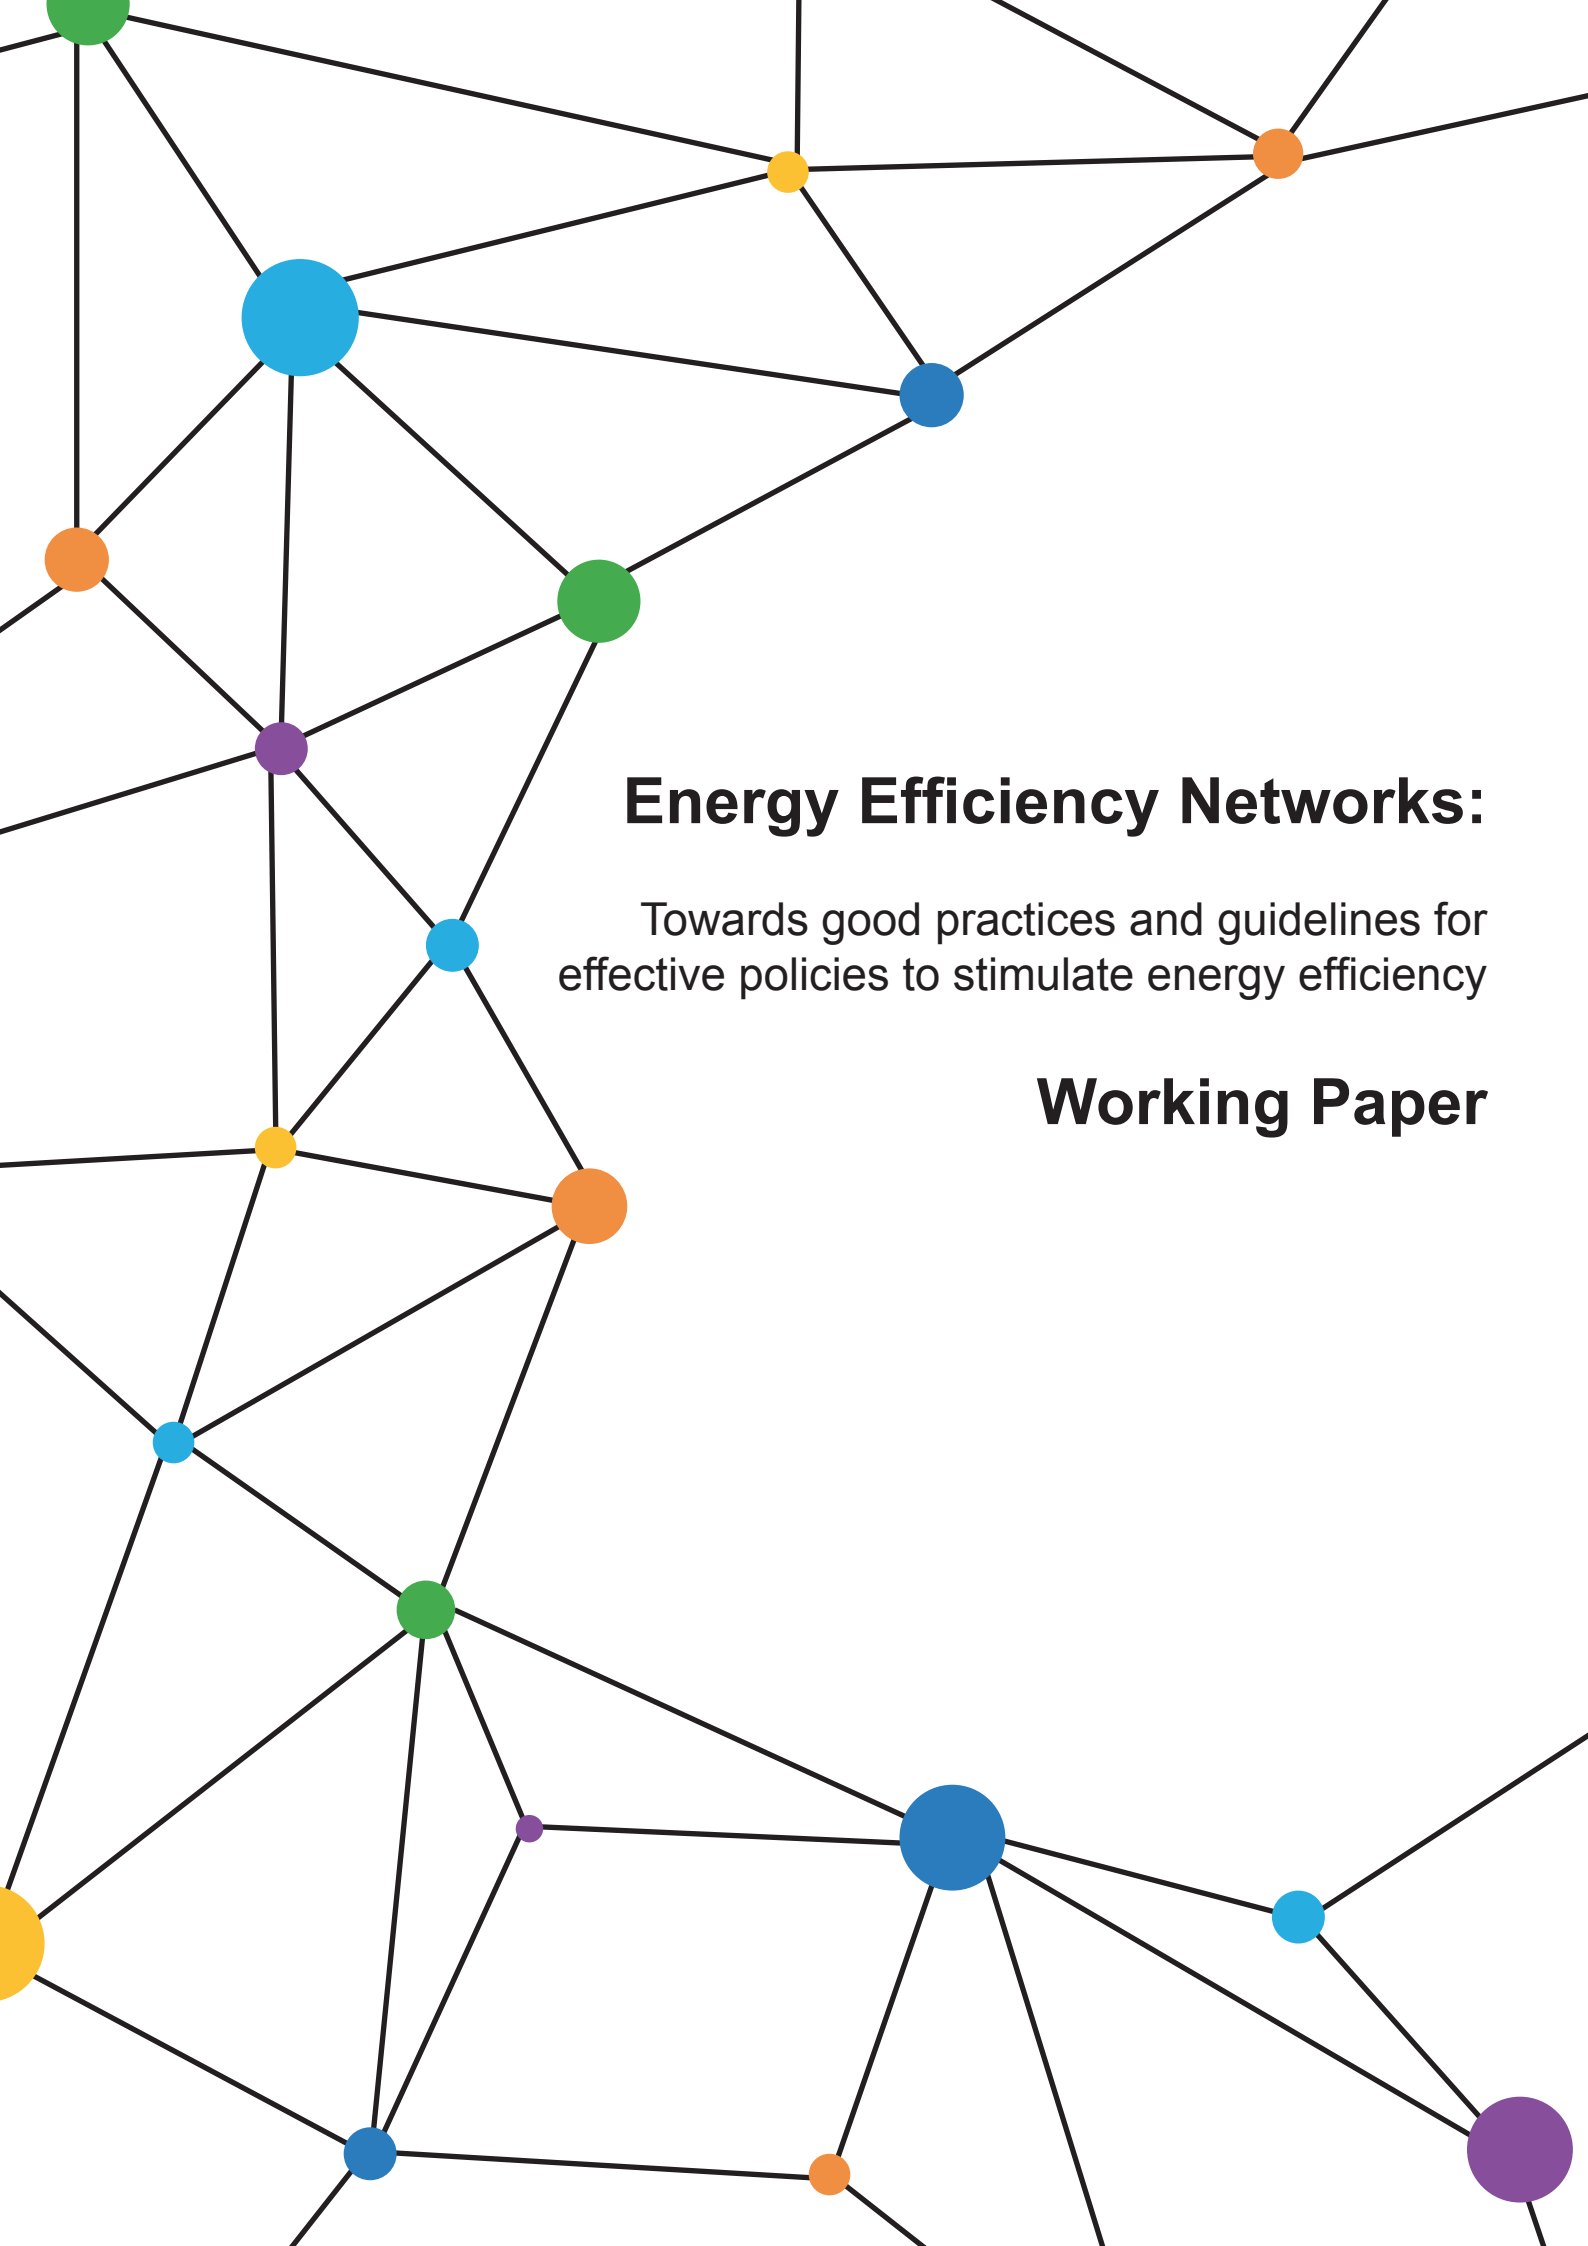 Energy Efficiency Networks:
Towards good practices and guidelines for
effective policies to stimulate energy efficiency
Working Paper